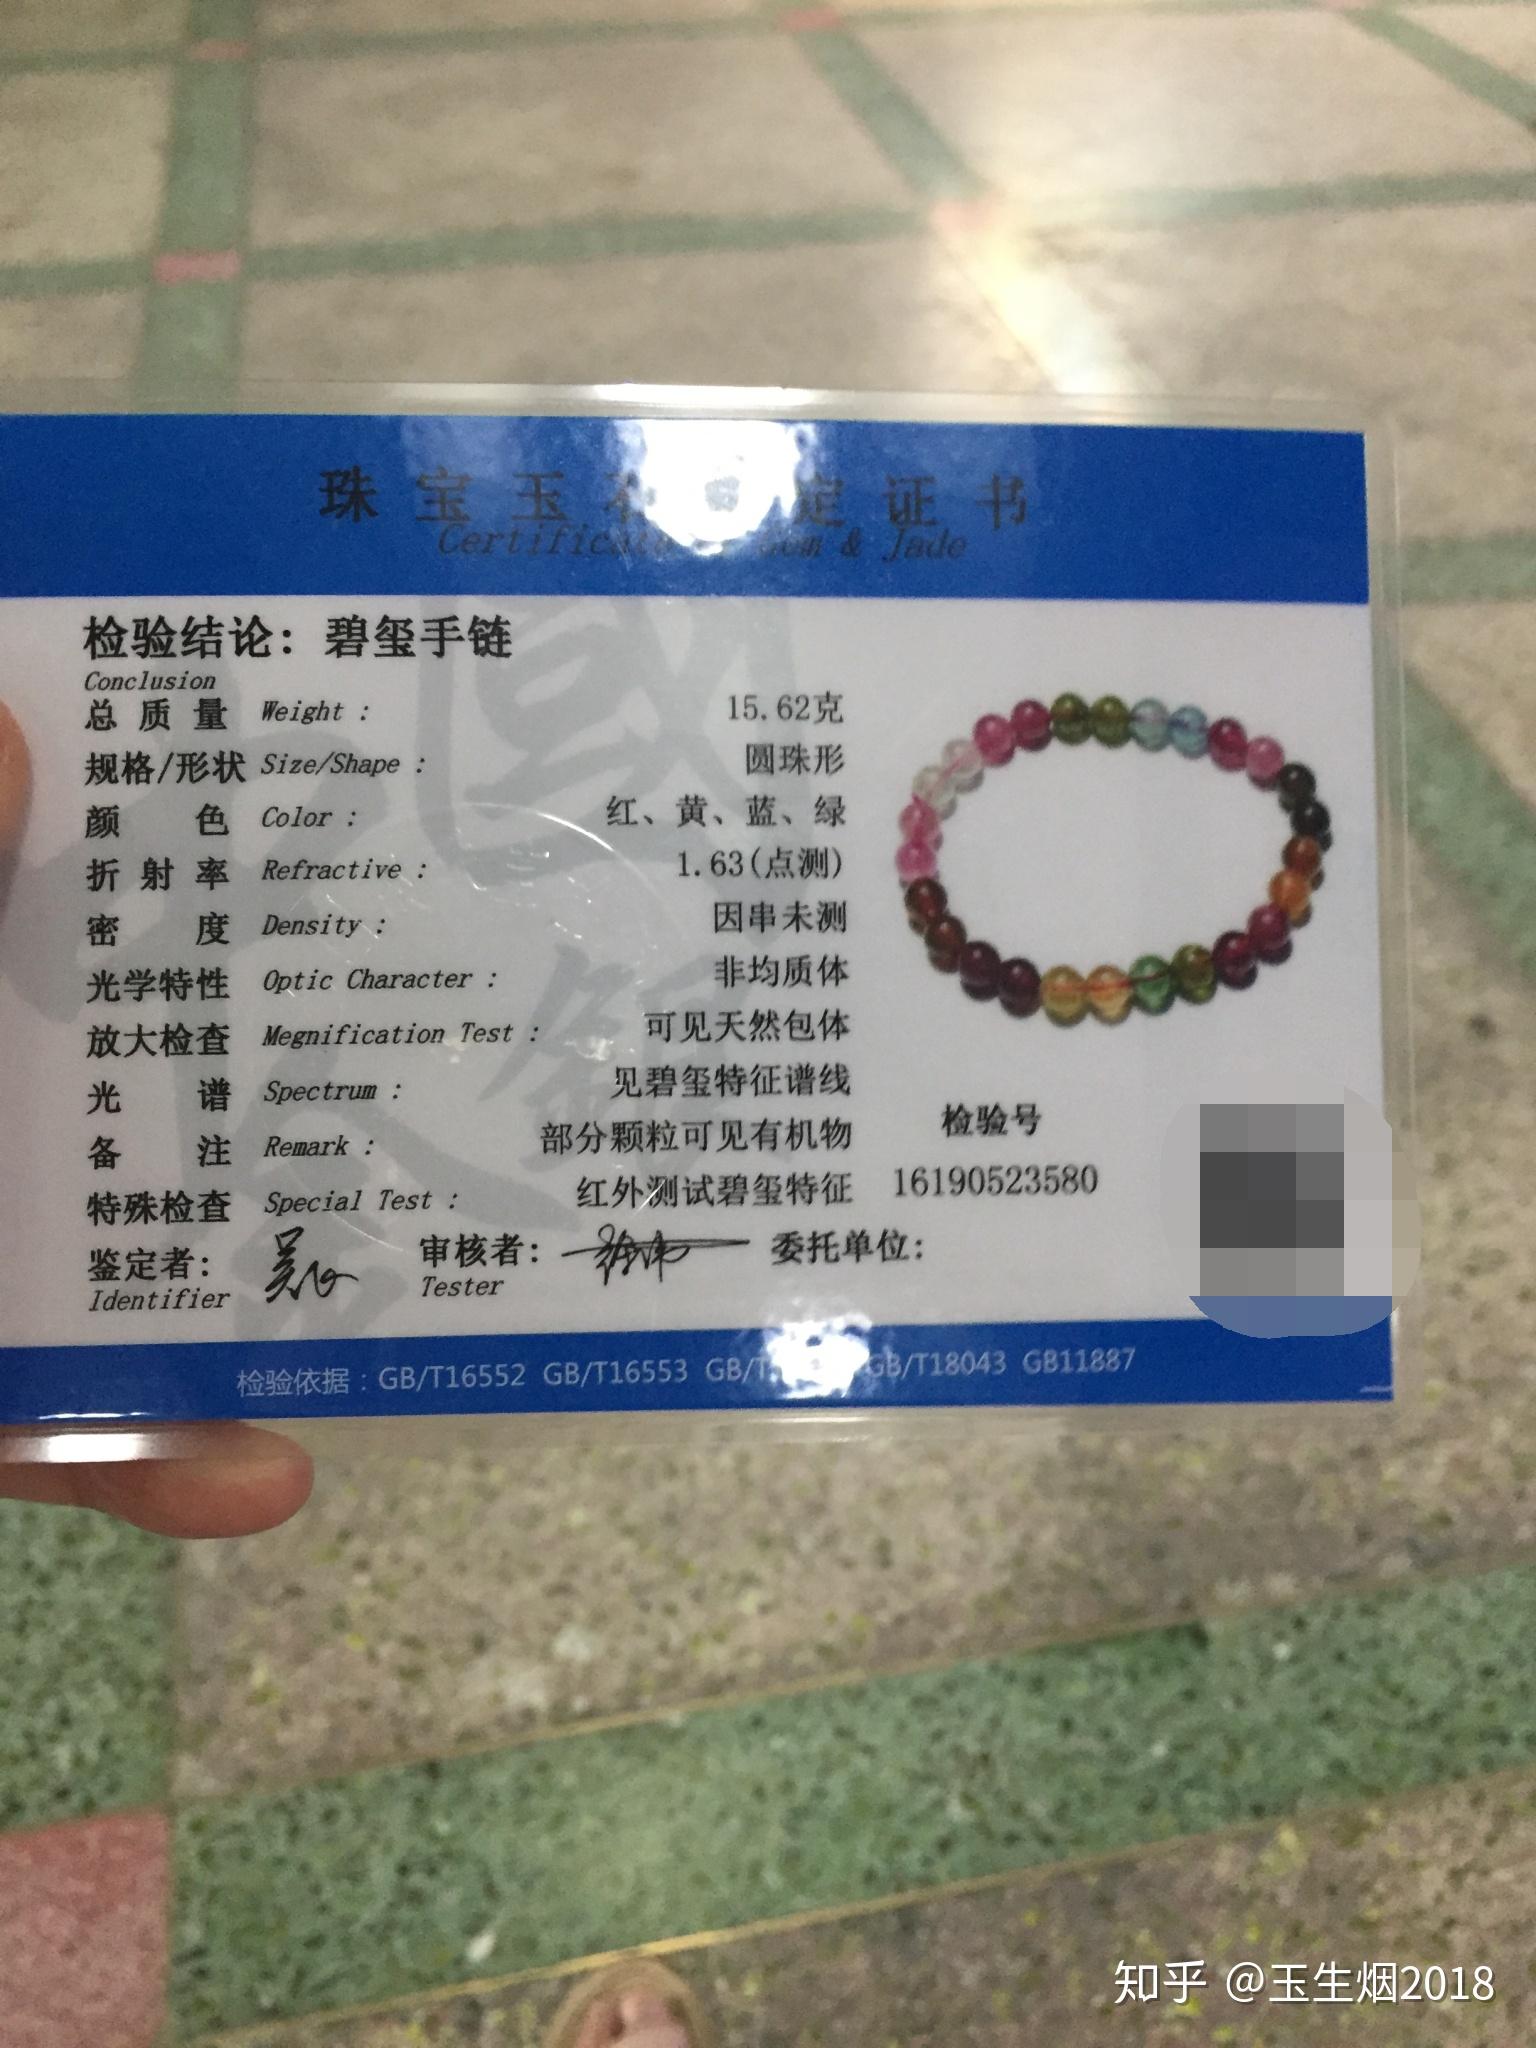 珠宝玉 定证书
& Jade
检验结论：碧玺手链
Conclusion
总质量 Weight : 15.62克
规格/形状 Size/Shape : 圆珠形
颜色 Color : 红、黄、蓝、绿
折射率 Refractive : 1.63(点测)
密度 Density : 因串未测
光学特性 Optic Character : 非均质体
放大检查 Megnification Test : 可见天然包体
光谱 Spectrum : 见碧玺特征谱线
备注 Remark : 部分颗粒可见有机物
特殊检查 Special Test : 红外测试碧玺特征
检验号
16190523580
鉴定者： 审核者： 委托单位：
Identifier Tester
检验依据：GB/T16552 GB/T16553 GB/T18043 GB11887
知乎 @玉生烟2018